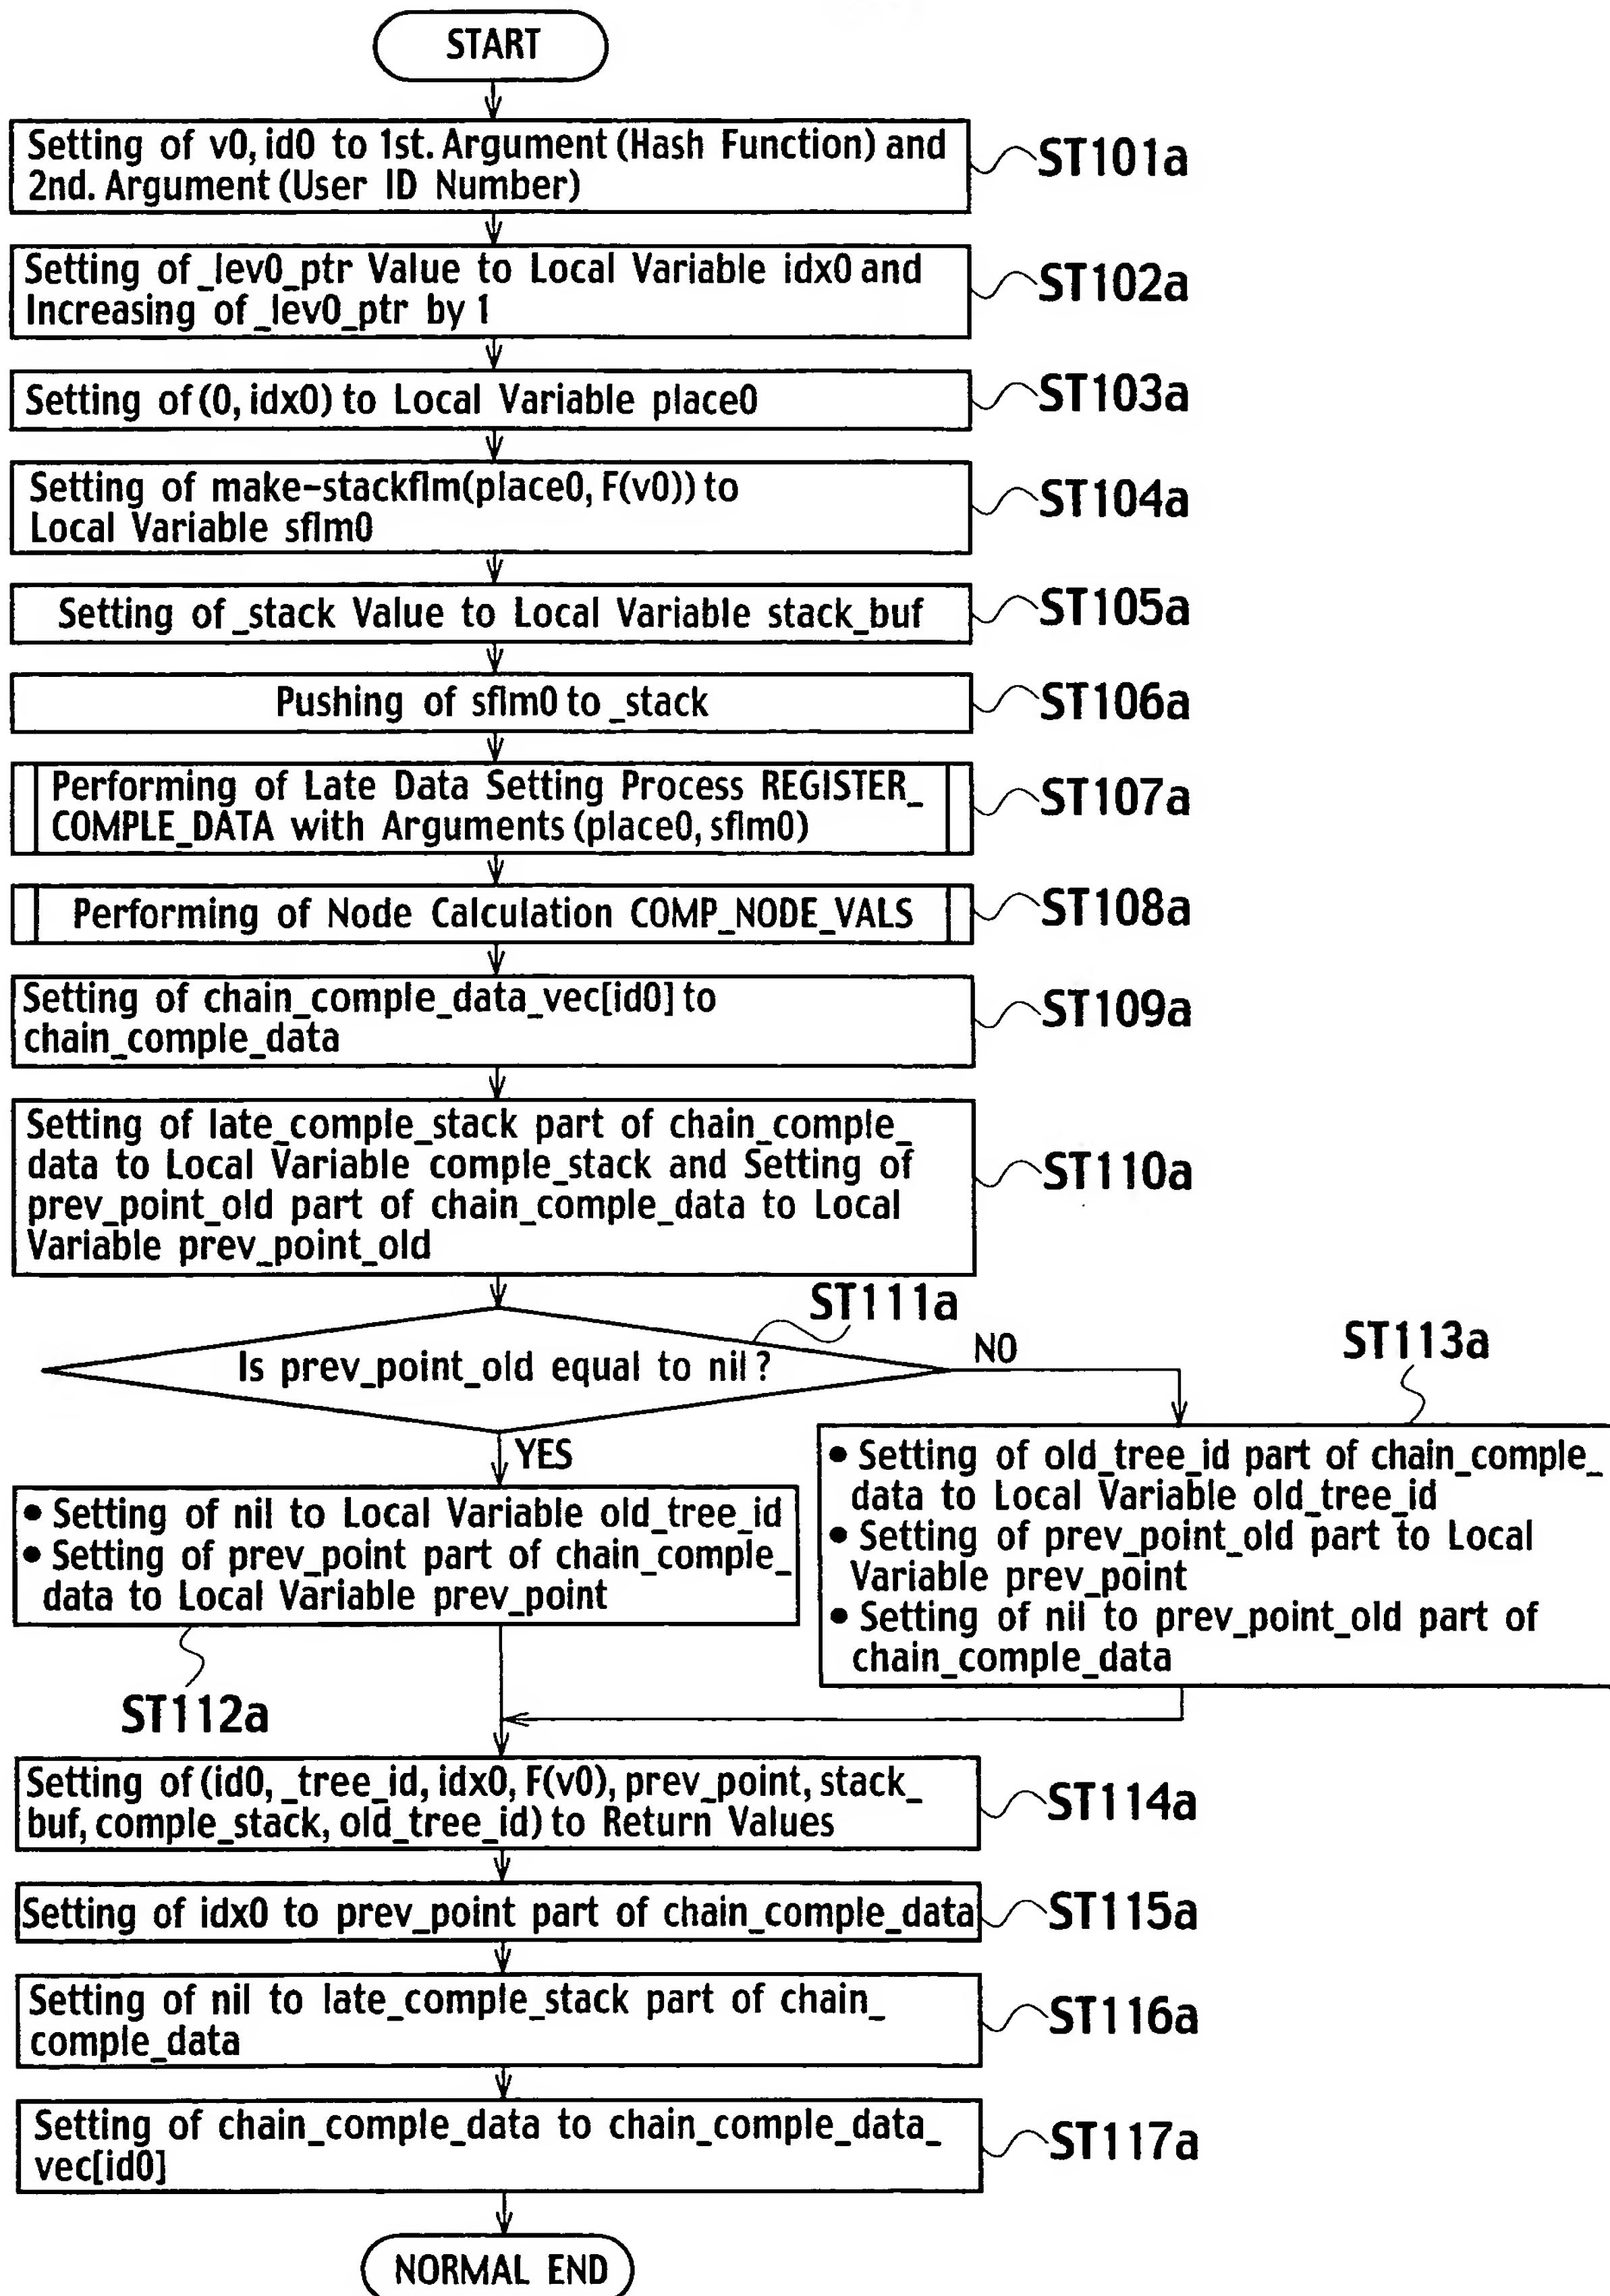 START
Setting of v0, id0 to 1st. Argument (Hash Function) and
2nd. Argument (User ID Number)
ST101a
Setting of _lev0_ptr Value to Local Variable idx0 and
Increasing of _lev0_ptr by 1
ST102a
Setting of (0, idx0) to Local Variable place0
ST103a
Setting of make-stackflm(place0, F(v0)) to
Local Variable sflm0
ST104a
Setting of _stack Value to Local Variable stack_buf
ST105a
Pushing of sflm0 to _stack
ST106a
Performing of Late Data Setting Process REGISTER_
COMPLE_DATA with Arguments (place0, sflm0)
ST107a
Performing of Node Calculation COMP_NODE_VALS
ST108a
Setting of chain_comple_data_vec[id0] to
chain_comple_data
ST109a
Setting of late_comple_stack part of chain_comple_
data to Local Variable comple_stack and Setting of
prev_point_old part of chain_comple_data to Local
Variable prev_point_old
ST110a
ST111a
Is prev_point_old equal to nil ?
NO
ST113a
YES
• Setting of nil to Local Variable old_tree_id
• Setting of prev_point part of chain_comple_
data to Local Variable prev_point
ST112a
• Setting of old_tree_id part of chain_comple_
data to Local Variable old_tree_id
• Setting of prev_point_old part to Local
Variable prev_point
• Setting of nil to prev_point_old part of
chain_comple_data
Setting of (id0, _tree_id, idx0, F(v0), prev_point, stack_
buf, comple_stack, old_tree_id) to Return Values
ST114a
Setting of idx0 to prev_point part of chain_comple_data
ST115a
Setting of nil to late_comple_stack part of chain_
comple_data
ST116a
Setting of chain_comple_data to chain_comple_data_
vec[id0]
ST117a
NORMAL END